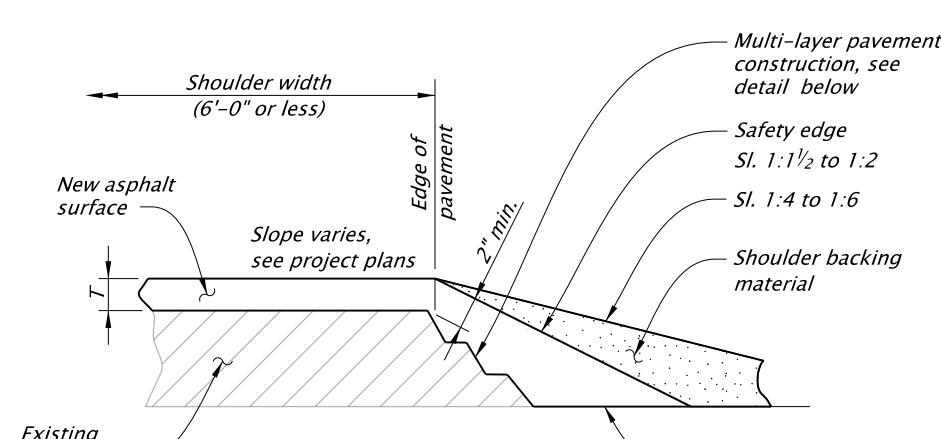 Multi-layer pavement
construction, see
detail below
Shoulder width
(6'-0" or less)
Edge of
pavement
Safety edge
Sl. 1:1½ to 1:2
New asphalt
surface
Sl. 1:4 to 1:6
2" min.
Slope varies,
see project plans
Shoulder backing
material
T
Existing